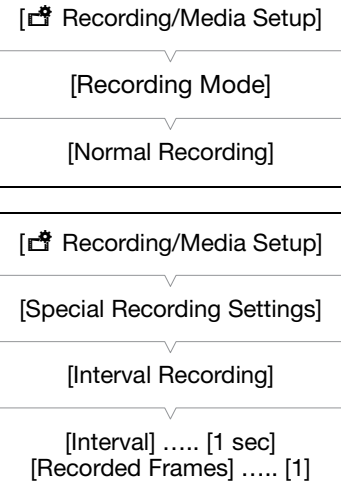 [ Recording/Media Setup]
[Recording Mode]
[Normal Recording]
[ Recording/Media Setup]
[Special Recording Settings]
[Interval Recording]
[Interval] ..... [1 sec]
[Recorded Frames] ..... [1]